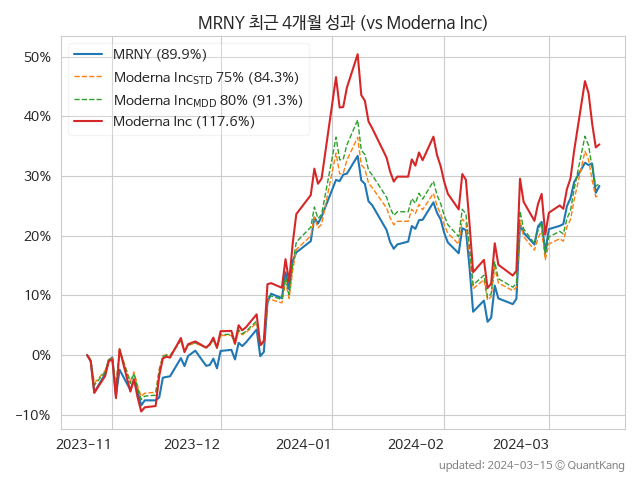 MRNY 최근 4개월 성과 (vs Moderna Inc)
MRNY (89.9%)
Moderna IncSTD 75% (84.3%)
Moderna IncMDD 80% (91.3%)
Moderna Inc (117.6%)
50%
40%
30%
20%
10%
0%
−10%
2023-11
2023-12
2024-01
2024-02
2024-03
updated: 2024-03-15 ⓒ QuantKang